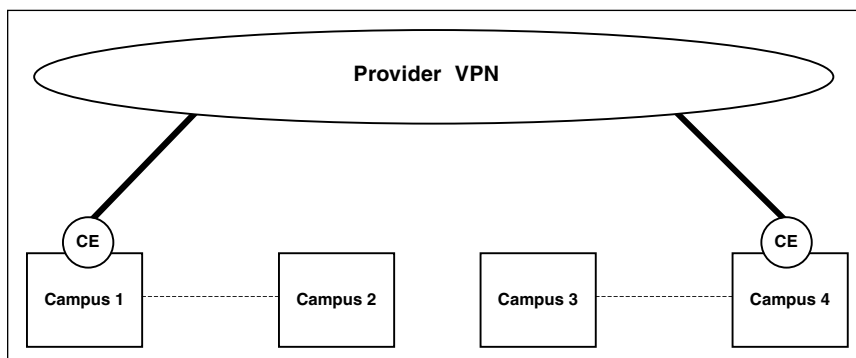 Provider VPN
CE
CE
Campus 1
Campus 2
Campus 3
Campus 4